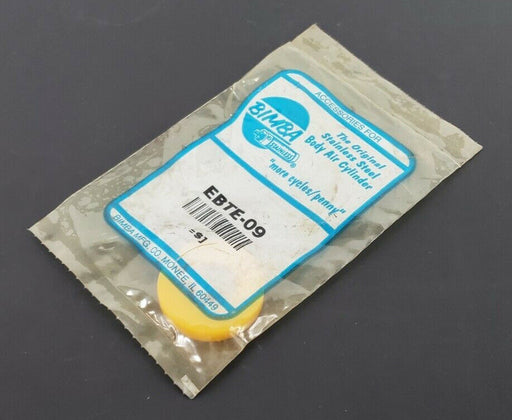 ACCESSORIES FOR
BIMBA
®
The Original
Stainless Steel
Body Air Cylinder
"more cycles/penny"
EBTE-09
BIMBA MFG. CO. MONEE, IL 60449